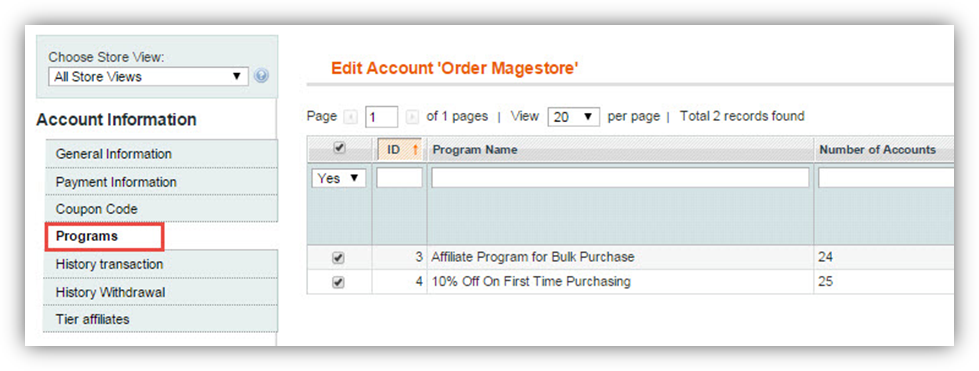 Choose Store View:
All Store Views
Account Information
General Information
Payment Information
Coupon Code
Programs
History transaction
History Withdrawal
Tier affiliates
Edit Account 'Order Magestore'
Page 1 of 1 pages | View 20 per page | Total 2 records found
ID Program Name Number of Accounts
Yes
3 Affiliate Program for Bulk Purchase 24
4 10% Off On First Time Purchasing 25